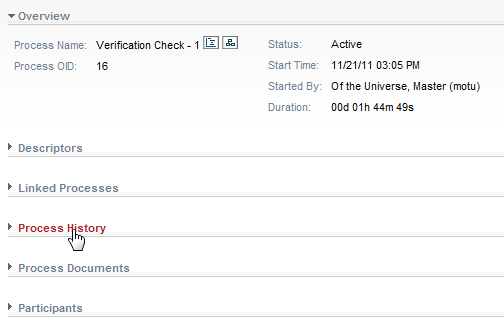 Overview
Process Name: Verification Check - 1
Status: Active
Process OID: 16
Start Time: 11/21/11 03:05 PM
Started By: Of the Universe, Master (motu)
Duration: 00d 01h 44m 49s
Descriptors
Linked Processes
Process History
Process Documents
Participants